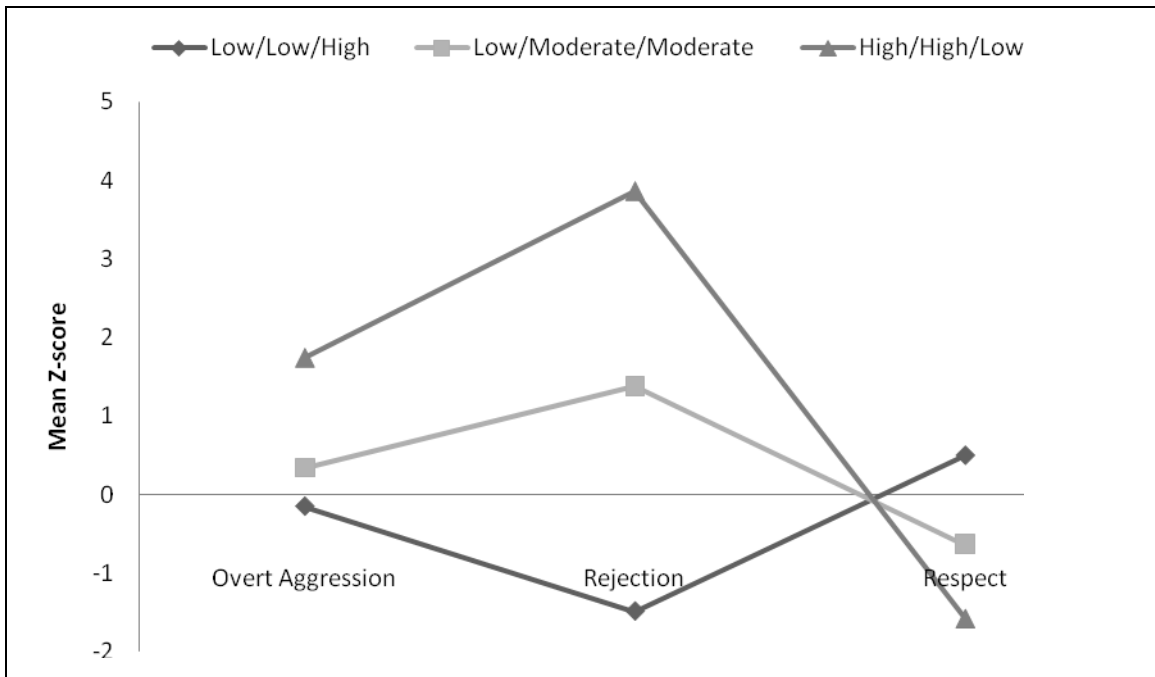 Low/Low/High Low/Moderate/Moderate High/High/Low
5
4
3
2
1
0
-1
-2
Mean Z-score
Overt Aggression Rejection Respect